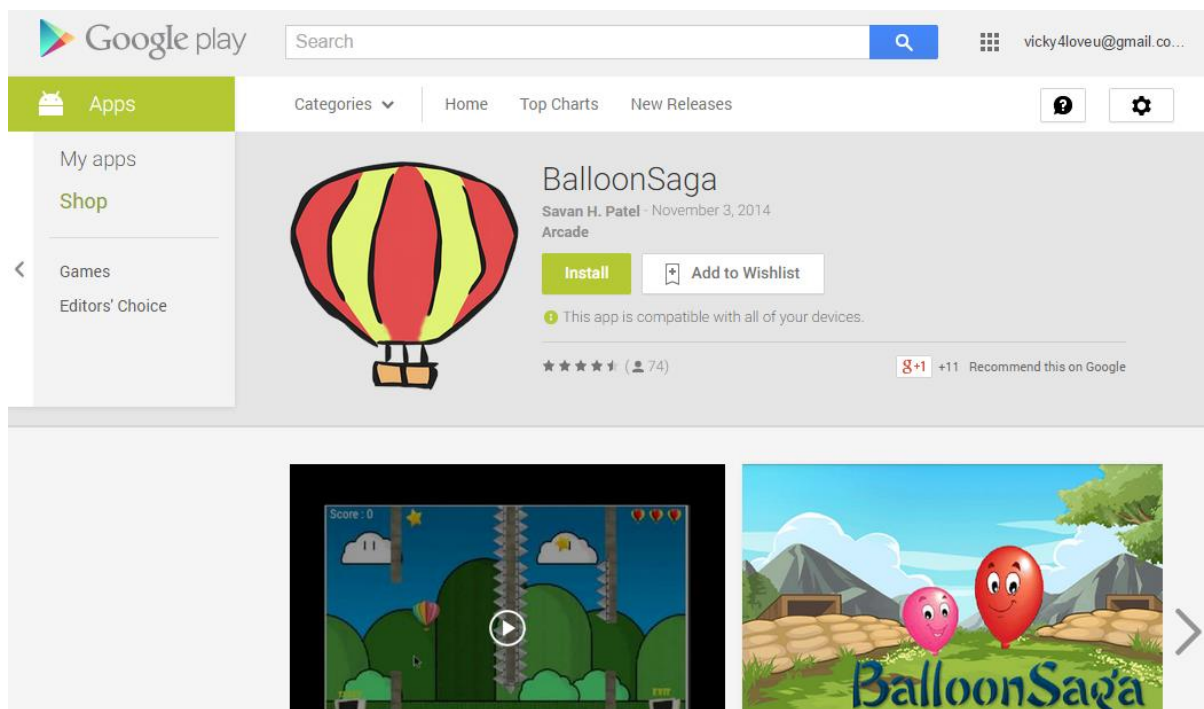 Google play
Search
vicky4loveu@gmail.co...
Apps
Categories
Home
Top Charts
New Releases
My apps
Shop
Games
Editors' Choice
BalloonSaga
Savan H. Patel - November 3, 2014
Arcade
Install
Add to Wishlist
This app is compatible with all of your devices.
(74)
g+1 +11 Recommend this on Google
Score : 0
EXIT
BalloonSaga